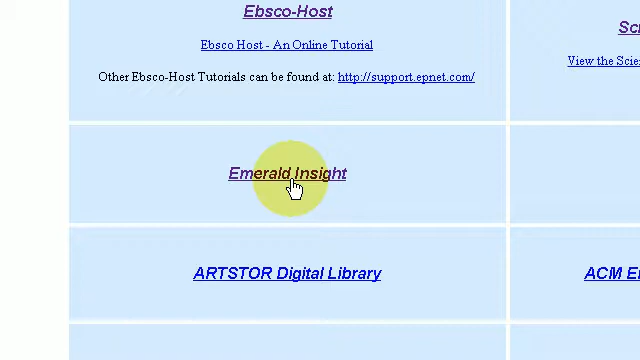 Ebsco-Host
Ebsco Host - An Online Tutorial
Other Ebsco-Host Tutorials can be found at: http://support.epnet.com/
View the Scie
Emerald Insight
ARTSTOR Digital Library
ACM